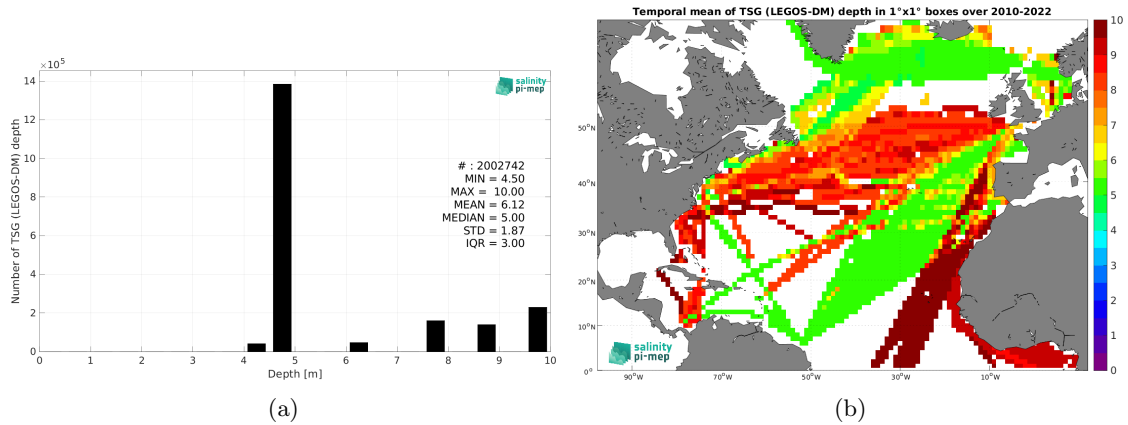 ×10⁵
14
12
10
8
6
4
2
0
0 1 2 3 4 5 6 7 8 9 10
Number of TSG (LEGOS-DM) depth
Depth [m]
salinity
pi-mep
# : 2002742
MIN = 4.50
MAX = 10.00
MEAN = 6.12
MEDIAN = 5.00
STD = 1.87
IQR = 3.00
(a)
Temporal mean of TSG (LEGOS-DM) depth in 1°x1° boxes over 2010-2022
50°N
40°N
30°N
20°N
10°N
0°
90°W 70°W 50°W 30°W 10°W
salinity
pi-mep
10
9
8
7
6
5
4
3
2
1
0
(b)